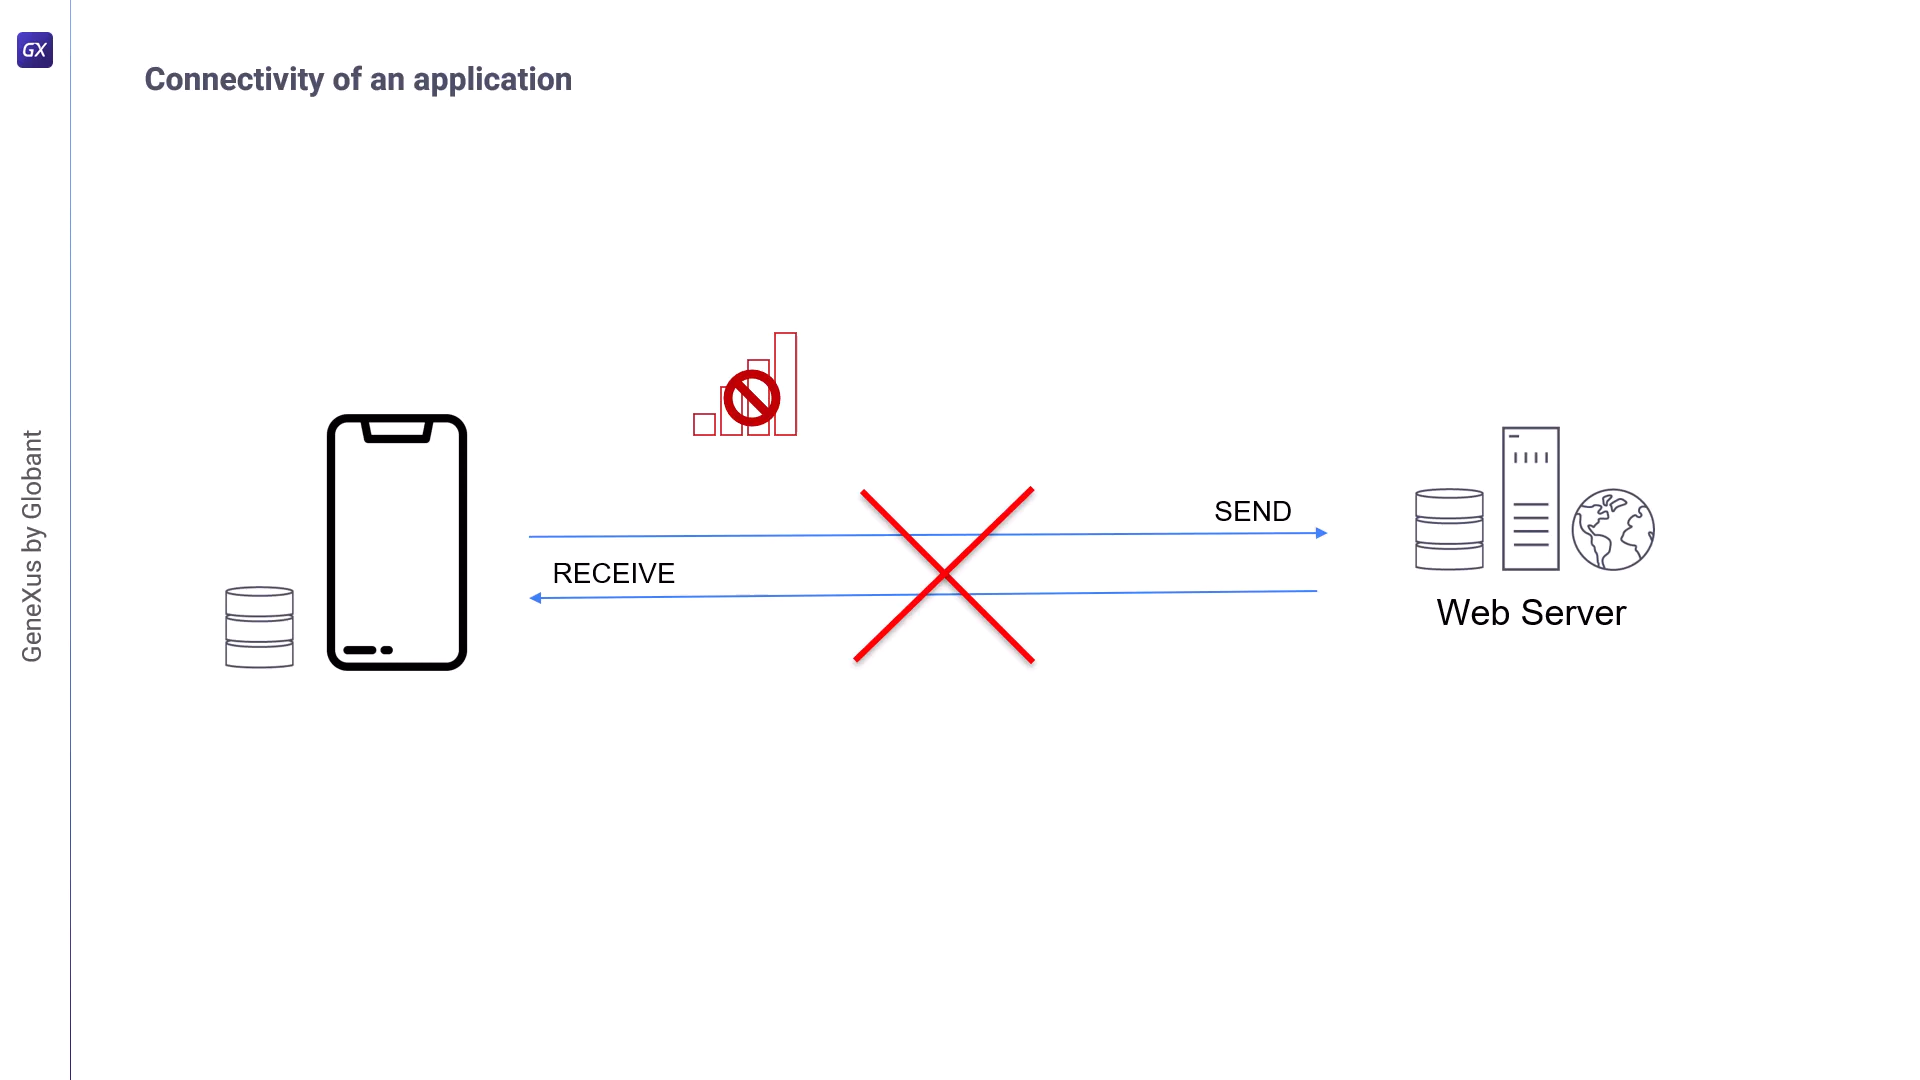 GX
Connectivity of an application
GeneXus by Globant
SEND
RECEIVE
Web Server